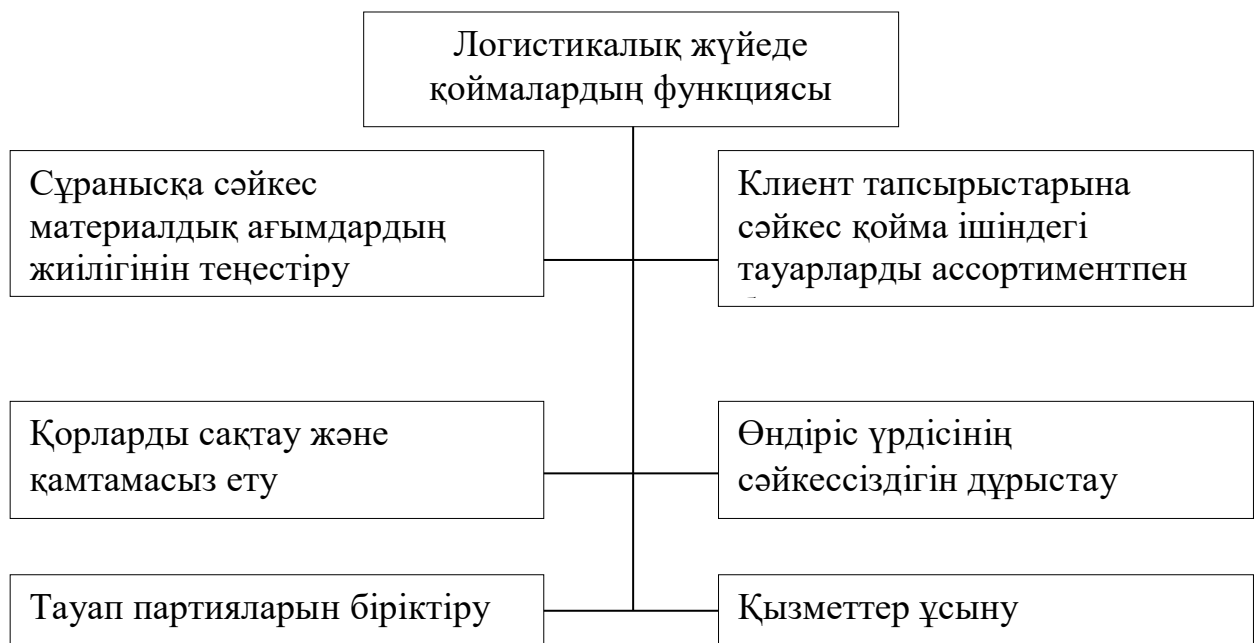 Логистикалық жүйеде
қоймалардың функциясы
Сұранысқа сәйкес
материалдық ағымдардың
жиілігінін теңестіру
Клиент тапсырыстарына
сәйкес қойма ішіндегі
тауарларды ассортиментпен
Қорларды сақтау және
қамтамасыз ету
Өндіріс үрдісінің
сәйкессіздігін дұрыстау
Тауап партияларын біріктіру
Қызметтер ұсыну